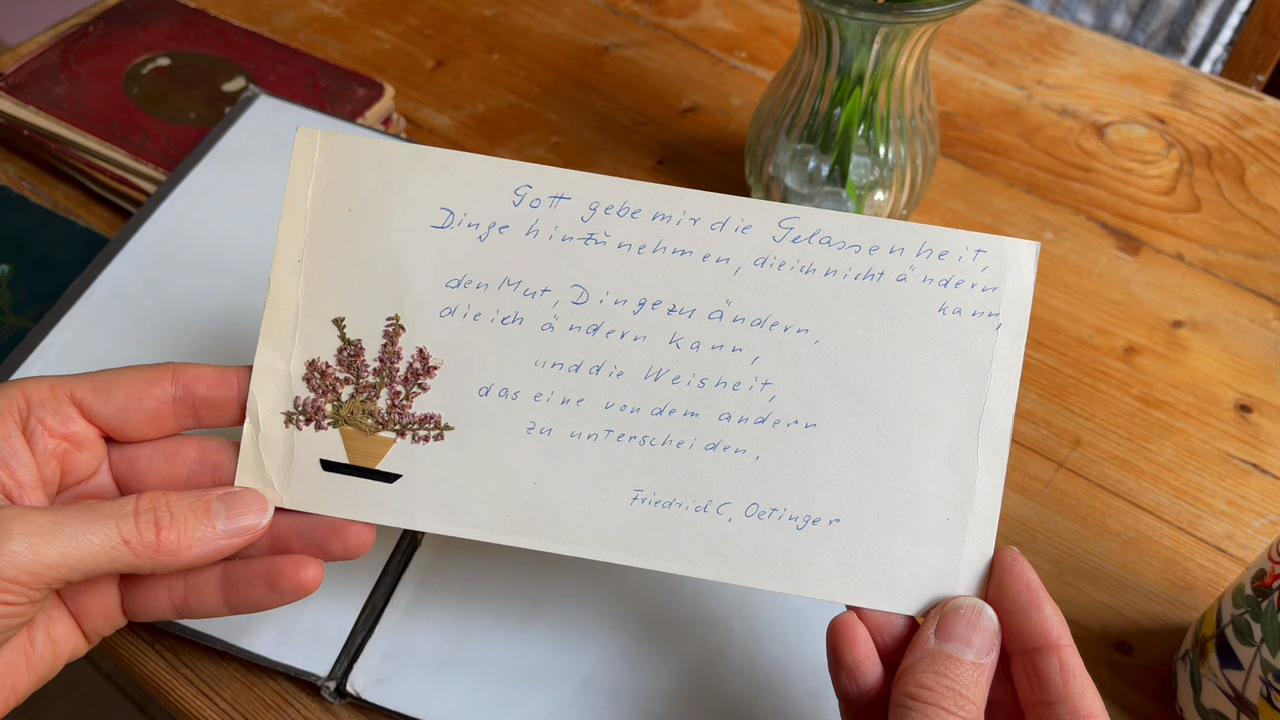 Gott gebe mir die Gelassenheit,
Dinge hinzunehmen, die ich nicht ändern
kann,
den Mut, Dinge zu ändern,
die ich ändern kann,
und die Weisheit,
das eine von dem andern
zu unterscheiden.
Friedrich C. Oetinger